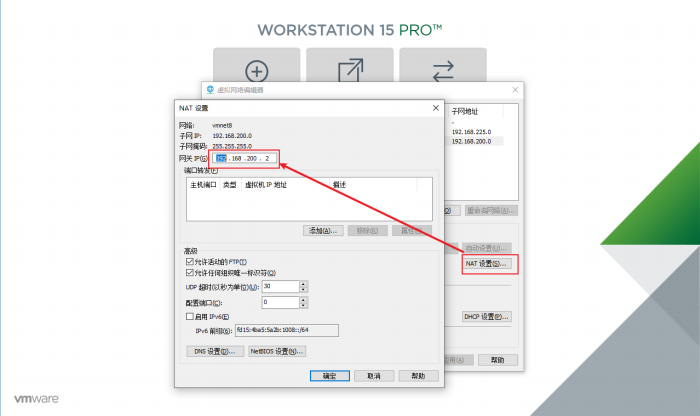 WORKSTATION 15 PRO™
虚拟网络编辑器
子网地址
-
192.168.225.0
192.168.200.0
NAT 设置
网络: vmnet8
子网 IP: 192.168.200.0
子网掩码: 255.255.255.0
网关 IP(G): 192 . 168 . 200 . 2
端口转发(F)
主机端口 类型 虚拟机 IP 地址 描述
添加(A)... 移除(R) 属性(P)
高级
允许活动的 FTP(T)
允许任何组织唯一标识符(O)
UDP 超时(以秒为单位)(U): 30
配置端口(C): 0
启用 IPv6(E)
IPv6 前缀(6): fd15:4ba5:5a2b:1008::/64
DNS 设置(D)... NetBIOS 设置(N)...
确定 取消 帮助
自动设置(U)...
NAT 设置(S)...
DHCP 设置(P)...
帮助
vmware